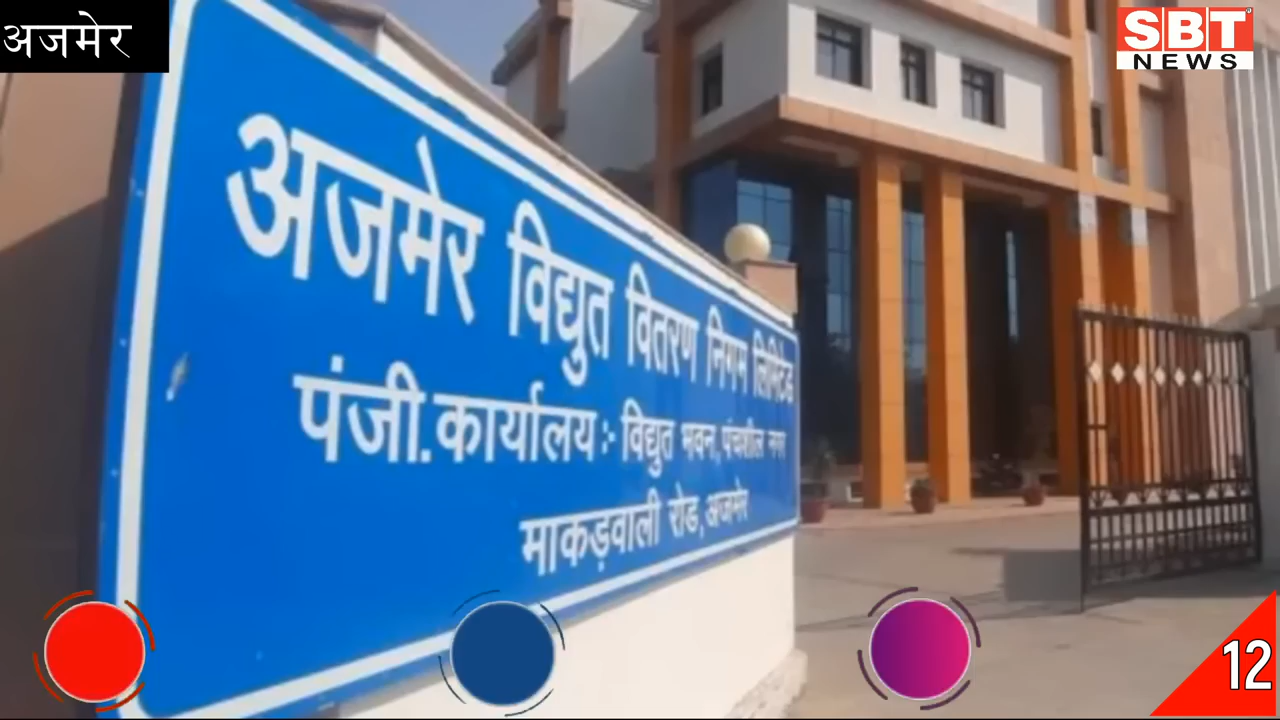 अजमेर
SBT
NEWS
अजमेर विद्युत वितरण निगम लिमिटेड
पंजी.कार्यालय:- विद्युत भवन, पंचशील नगर
माकड़वाली रोड, अजमेर
12